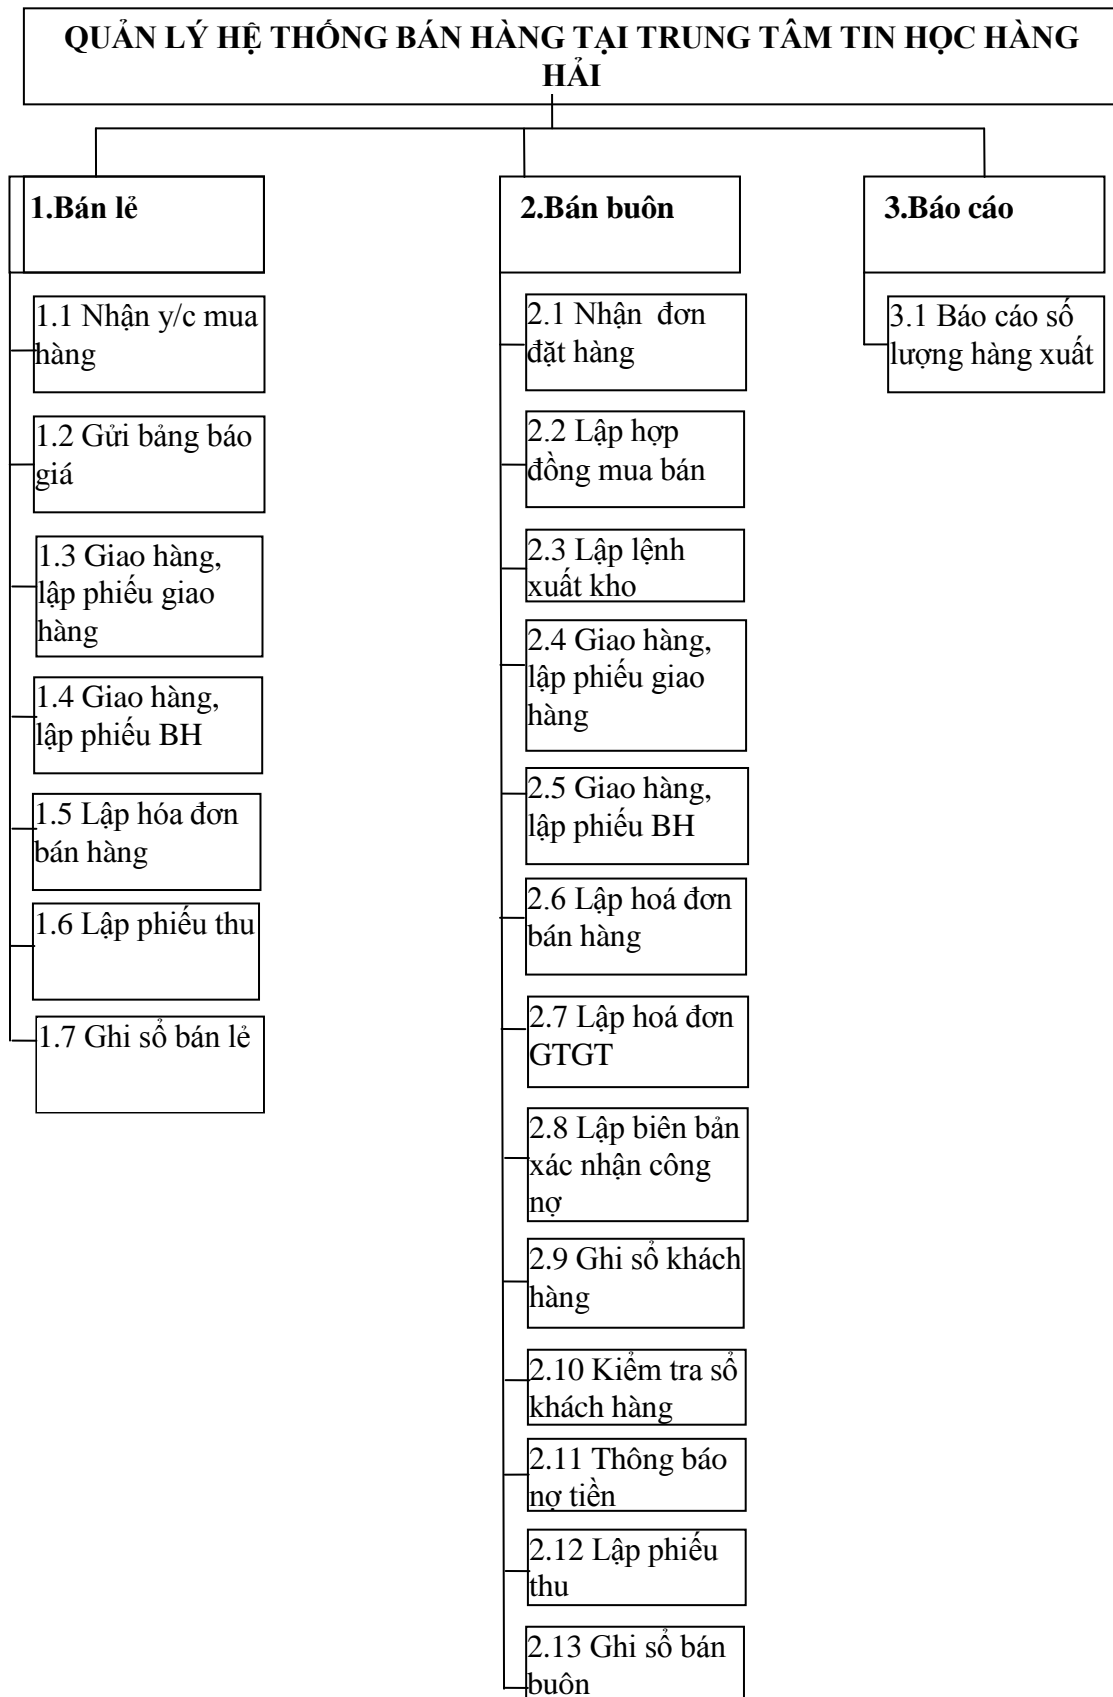 QUẢN LÝ HỆ THỐNG BÁN HÀNG TẠI TRUNG TÂM TIN HỌC HÀNG
HẢI
1.Bán lẻ
1.1 Nhận y/c mua
hàng
1.2 Gửi bảng báo
giá
1.3 Giao hàng,
lập phiếu giao
hàng
1.4 Giao hàng,
lập phiếu BH
1.5 Lập hóa đơn
bán hàng
1.6 Lập phiếu thu
1.7 Ghi sổ bán lẻ
2.Bán buôn
2.1 Nhận đơn
đặt hàng
2.2 Lập hợp
đồng mua bán
2.3 Lập lệnh
xuất kho
2.4 Giao hàng,
lập phiếu giao
hàng
2.5 Giao hàng,
lập phiếu BH
2.6 Lập hoá đơn
bán hàng
2.7 Lập hoá đơn
GTGT
2.8 Lập biên bản
xác nhận công
nợ
2.9 Ghi sổ khách
hàng
2.10 Kiểm tra sổ
khách hàng
2.11 Thông báo
nợ tiền
2.12 Lập phiếu
thu
2.13 Ghi sổ bán
buôn
3.Báo cáo
3.1 Báo cáo số
lượng hàng xuất